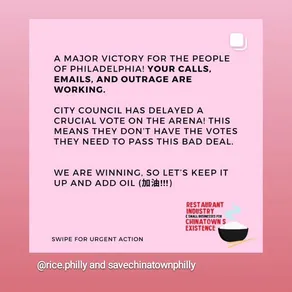 A MAJOR VICTORY FOR THE PEOPLE
OF PHILADELPHIA! YOUR CALLS,
EMAILS, AND OUTRAGE ARE
WORKING.
CITY COUNCIL HAS DELAYED A
CRUCIAL VOTE ON THE ARENA! THIS
MEANS THEY DON'T HAVE THE VOTES
THEY NEED TO PASS THIS BAD DEAL.
WE ARE WINNING, SO LET'S KEEP IT
UP AND ADD OIL (加油!!!)
RESTAURANT
INDUSTRY
& SMALL BUSINESSES FOR
CHINATOWN'S
EXISTENCE
SWIPE FOR URGENT ACTION
@rice.philly and savechinatownphilly